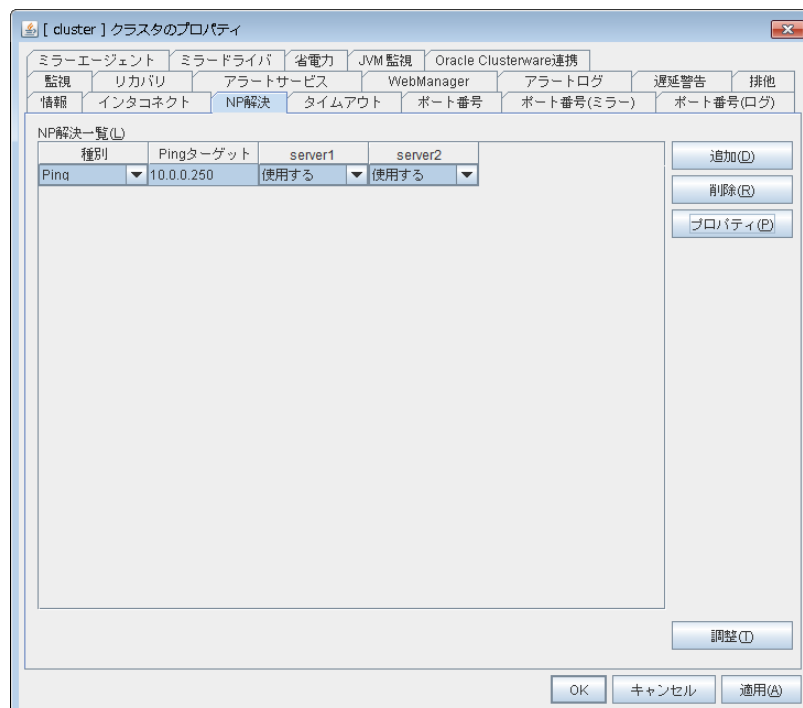 [ cluster ] クラスタのプロパティ
ミラーエージェント ミラードライバ 省電力 JVM監視 Oracle Clusterware連携
監視 リカバリ アラートサービス WebManager アラートログ 遅延警告 排他
情報 インタコネクト NP解決 タイムアウト ポート番号 ポート番号(ミラー) ポート番号(ログ)
NP解決一覧(L)
種別 Pingターゲット server1 server2
Ping 10.0.0.250 使用する 使用する
追加(D)
削除(R)
プロパティ(P)
調整(T)
OK キャンセル 適用(A)